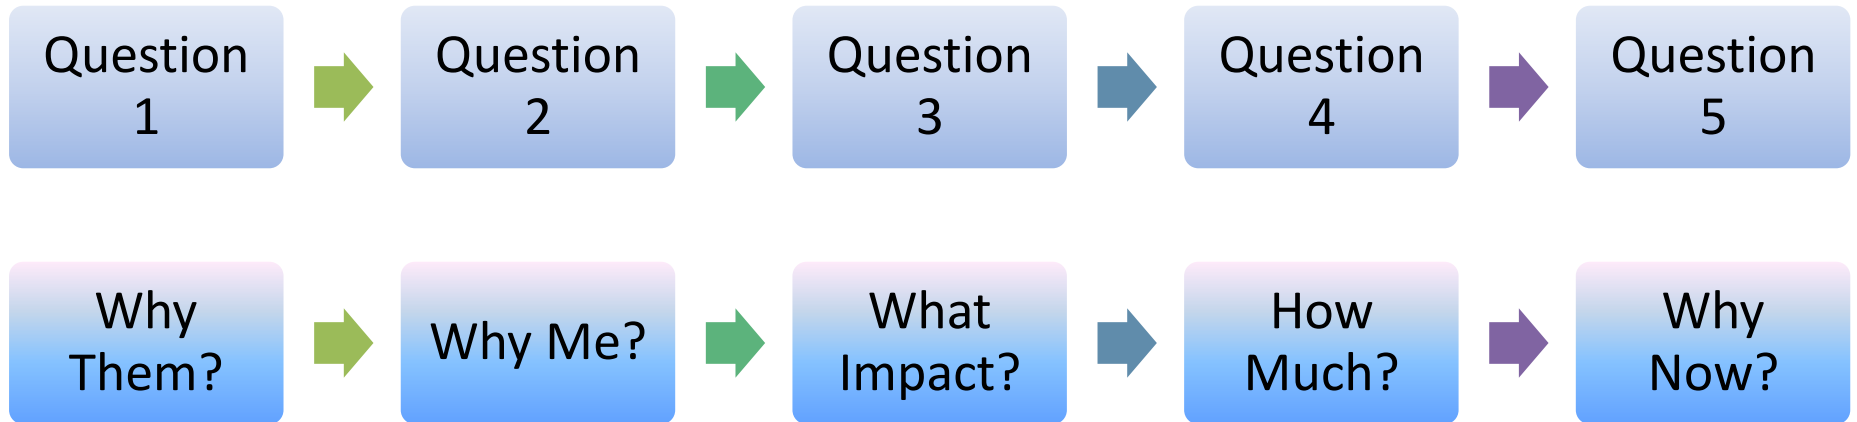 Question
1
Question
2
Question
3
Question
4
Question
5
Why
Them?
Why Me?
What
Impact?
How
Much?
Why
Now?